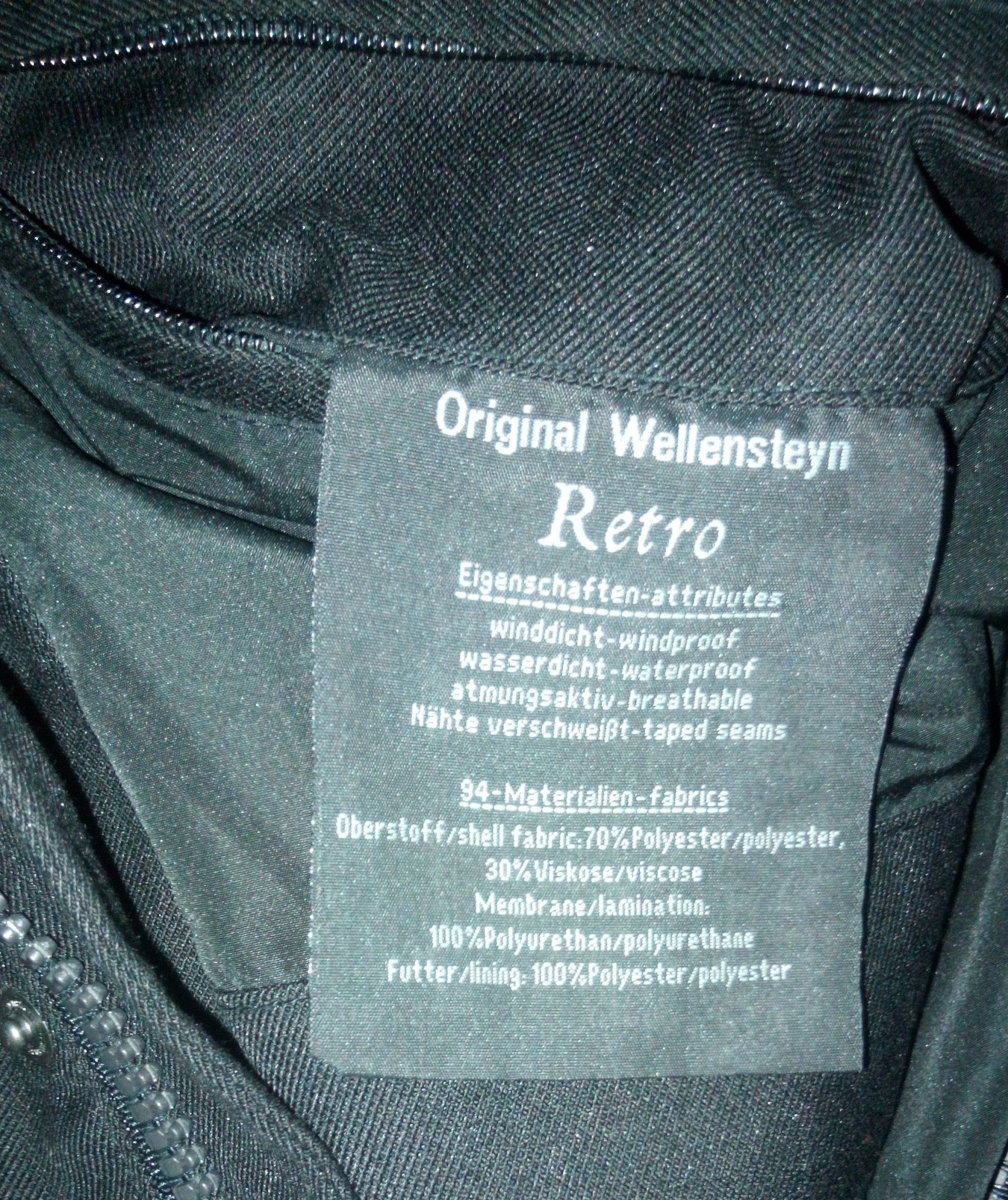 Original Wellensteyn
Retro
Eigenschaften-attributes
winddicht-windproof
wasserdicht-waterproof
atmungsaktiv-breathable
Nähte verschweißt-taped seams
94-Materialien-fabrics
Oberstoff/shell fabric:70%Polyester/polyester,
30%Viskose/viscose
Membrane/lamination:
100%Polyurethan/polyurethane
Futter/lining: 100%Polyester/polyester